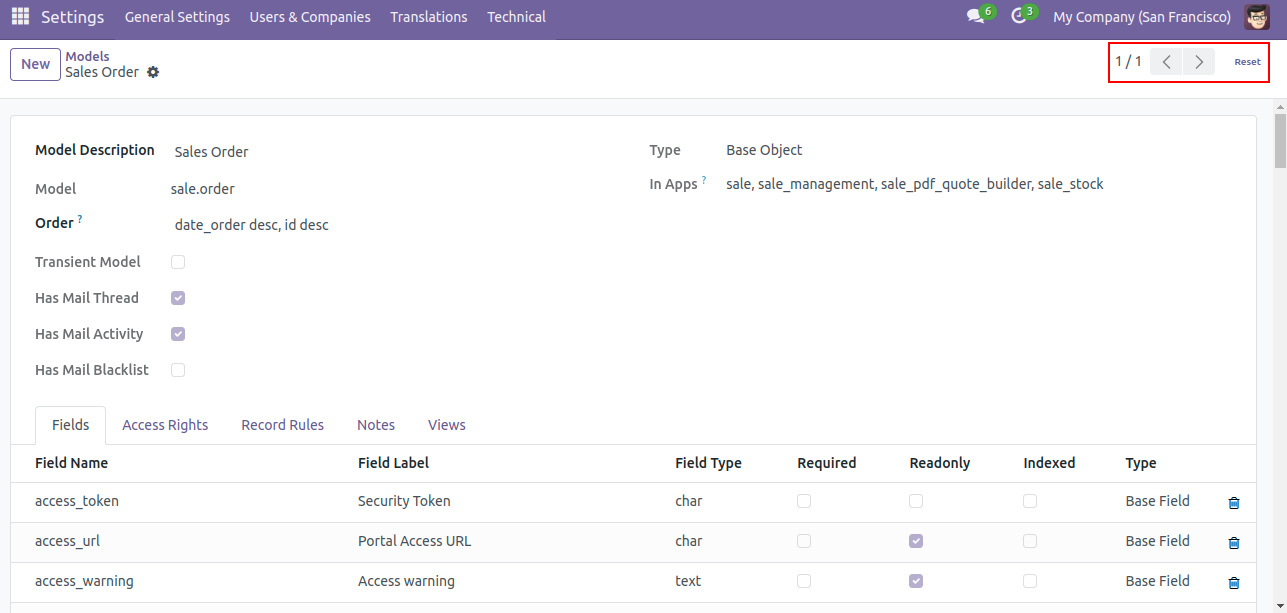 Settings General Settings Users & Companies Translations Technical 6 3 My Company (San Francisco)
New Models 1 / 1 Reset
Sales Order
Model Description Sales Order Type Base Object
Model sale.order In Apps ? sale, sale_management, sale_pdf_quote_builder, sale_stock
Order ? date_order desc, id desc
Transient Model
Has Mail Thread
Has Mail Activity
Has Mail Blacklist
Fields Access Rights Record Rules Notes Views
Field Name Field Label Field Type Required Readonly Indexed Type
access_token Security Token char Base Field
access_url Portal Access URL char Base Field
access_warning Access warning text Base Field